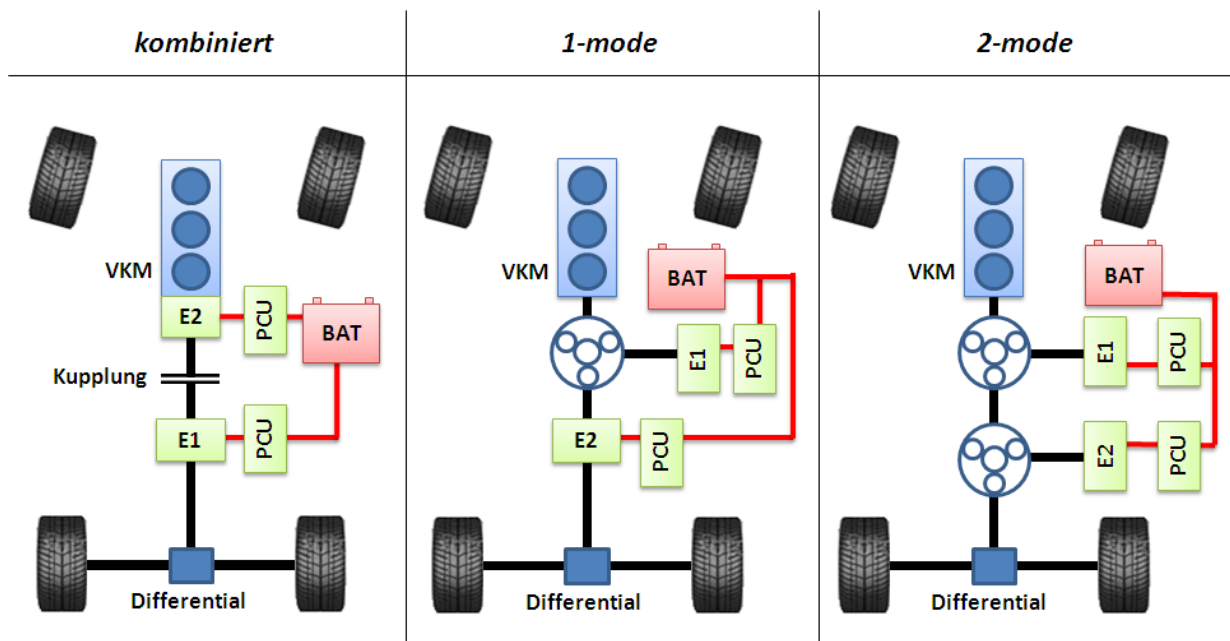 kombiniert
1-mode
2-mode
VKM
E2
PCU
BAT
Kupplung
E1
PCU
Differential
VKM
BAT
E1
PCU
E2
PCU
Differential
VKM
BAT
E1
PCU
E2
PCU
Differential